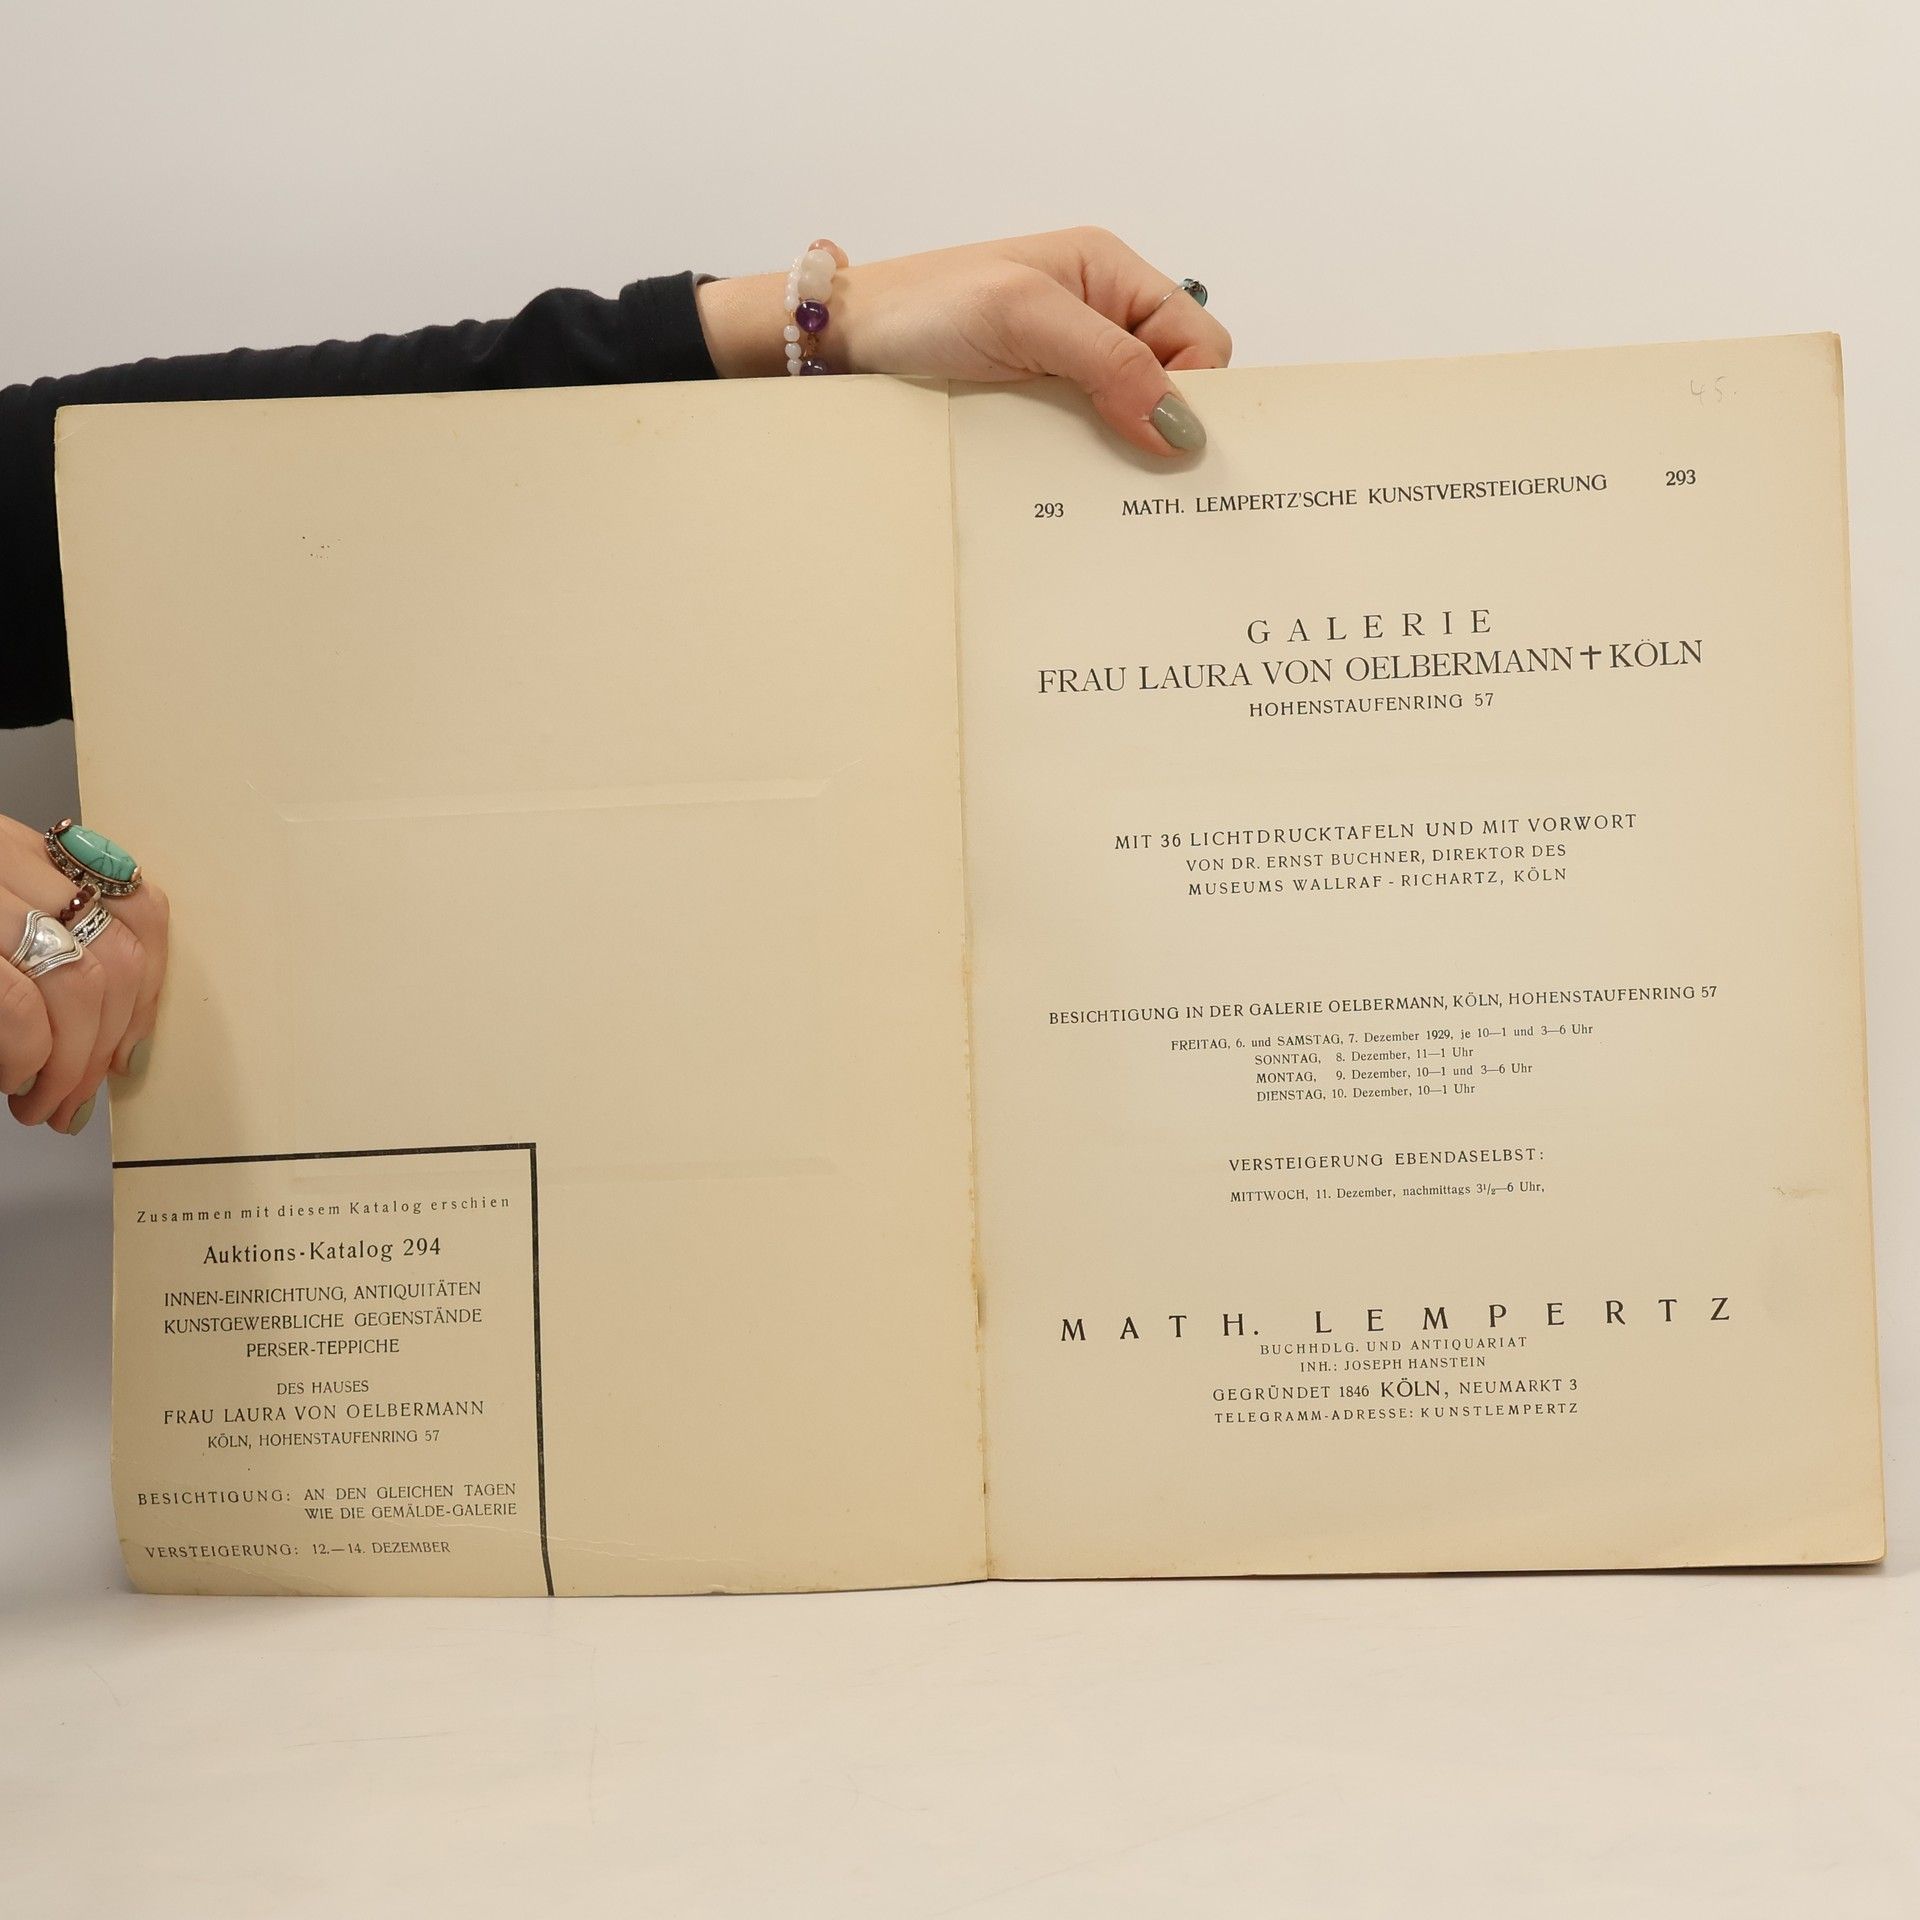 Zusammen mit diesem Katalog erschien
Auktions-Katalog 294
INNEN-EINRICHTUNG, ANTIQUITÄTEN
KUNSTGEWERBLICHE GEGENSTÄNDE
PERSER-TEPPICHE
DES HAUSES
FRAU LAURA VON OELBERMANN
KÖLN, HOHENSTAUFENRING 57
BESICHTIGUNG: AN DEN GLEICHEN TAGEN
WIE DIE GEMÄLDE-GALERIE
VERSTEIGERUNG: 12.—14. DEZEMBER
45.
293 MATH. LEMPERTZ'SCHE KUNSTVERSTEIGERUNG 293
GALERIE
FRAU LAURA VON OELBERMANN † KÖLN
HOHENSTAUFENRING 57
MIT 36 LICHTDRUCKTAFELN UND MIT VORWORT
VON DR. ERNST BUCHNER, DIREKTOR DES
MUSEUMS WALLRAF - RICHARTZ, KÖLN
BESICHTIGUNG IN DER GALERIE OELBERMANN, KÖLN, HOHENSTAUFENRING 57
FREITAG, 6. und SAMSTAG, 7. Dezember 1929, je 10—1 und 3—6 Uhr
SONNTAG, 8. Dezember, 11—1 Uhr
MONTAG, 9. Dezember, 10—1 und 3—6 Uhr
DIENSTAG, 10. Dezember, 10—1 Uhr
VERSTEIGERUNG EBENDASELBST:
MITTWOCH, 11. Dezember, nachmittags 3½—6 Uhr,
MATH. LEMPERTZ
BUCHHDLG. UND ANTIQUARIAT
INH.: JOSEPH HANSTEIN
GEGRÜNDET 1846 KÖLN, NEUMARKT 3
TELEGRAMM-ADRESSE: KUNSTLEMPERTZ